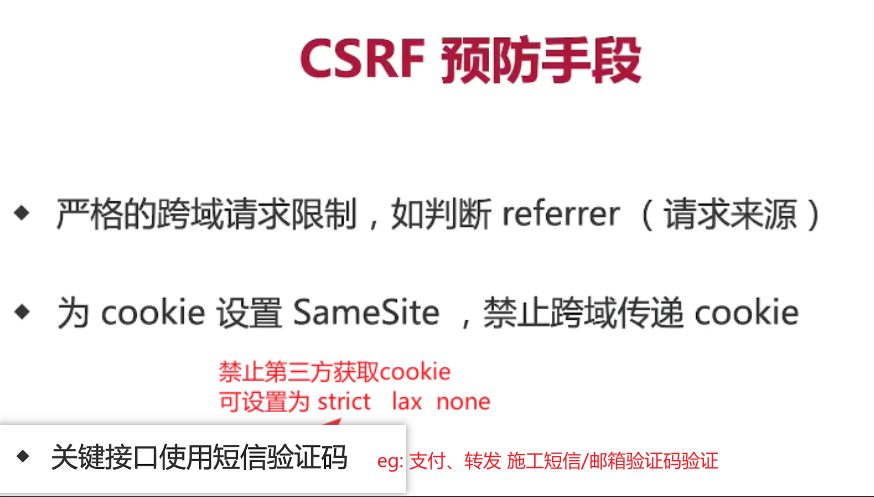 CSRF 预防手段
◆ 严格的跨域请求限制，如判断 referrer （请求来源）
◆ 为 cookie 设置 SameSite ，禁止跨域传递 cookie
禁止第三方获取cookie
可设置为 strict lax none
◆ 关键接口使用短信验证码 eg: 支付、转发 施工短信/邮箱验证码验证